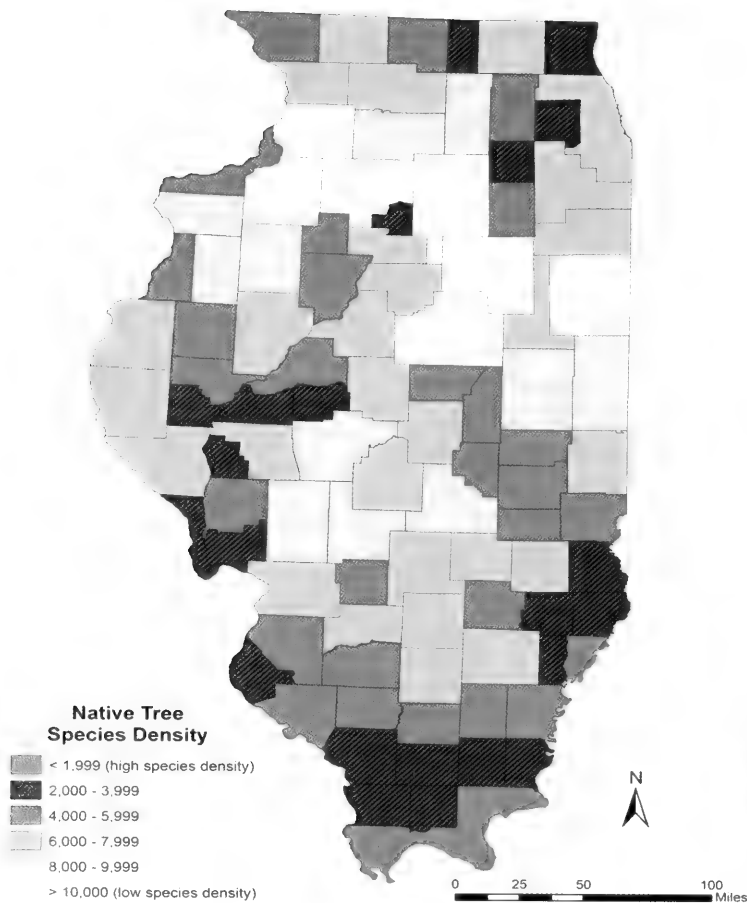 Native Tree
Species Density
< 1,999 (high species density)
2,000 - 3,999
4,000 - 5,999
6,000 - 7,999
8,000 - 9,999
> 10,000 (low species density)
N
0 25 50 100
Miles